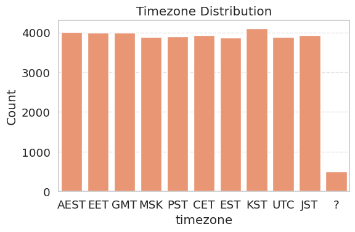 Timezone Distribution
4000
3000
2000
1000
0
Count
AEST EET GMT MSK PST CET EST KST UTC JST ?
timezone